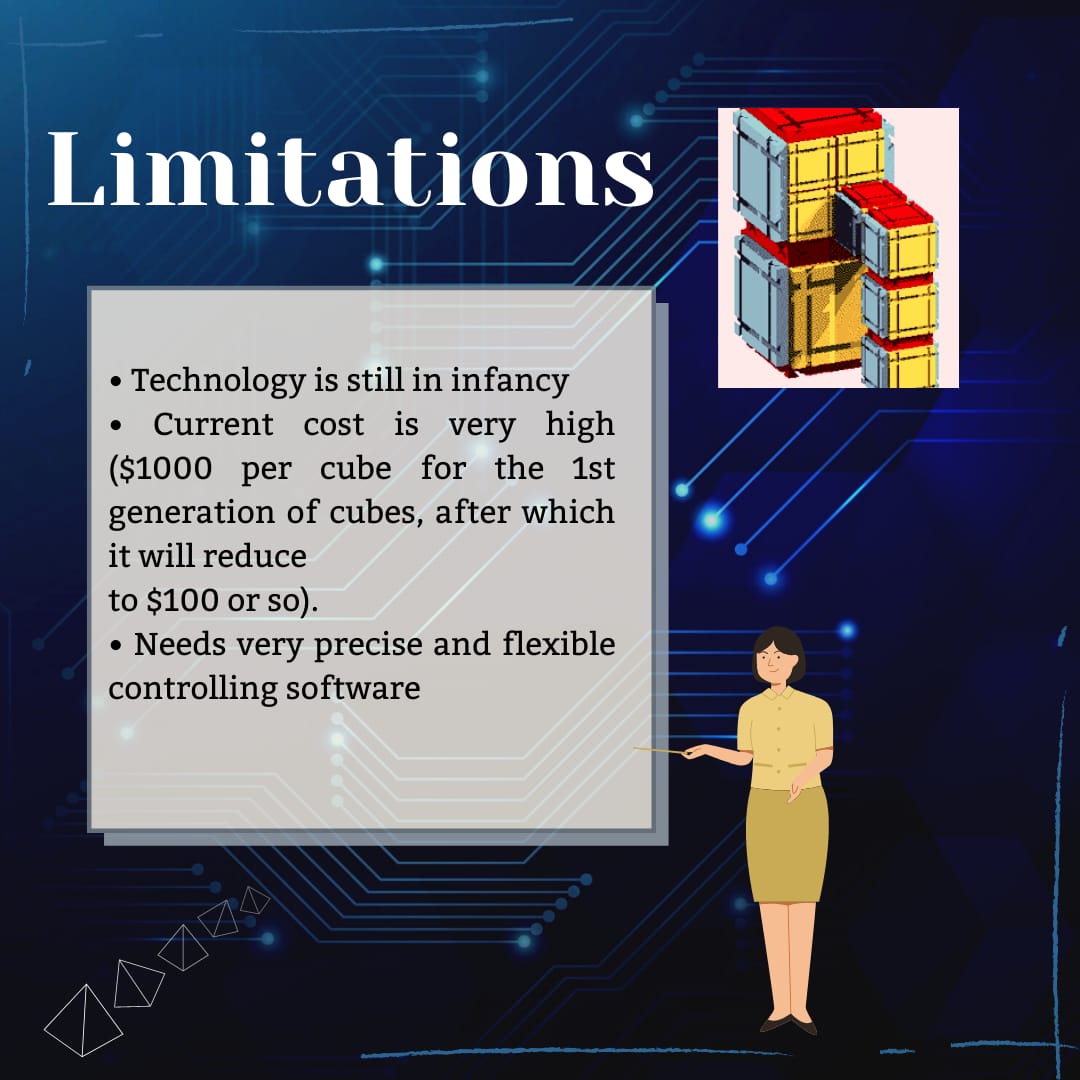 Limitations
• Technology is still in infancy
• Current cost is very high
($1000 per cube for the 1st
generation of cubes, after which
it will reduce
to $100 or so).
• Needs very precise and flexible
controlling software